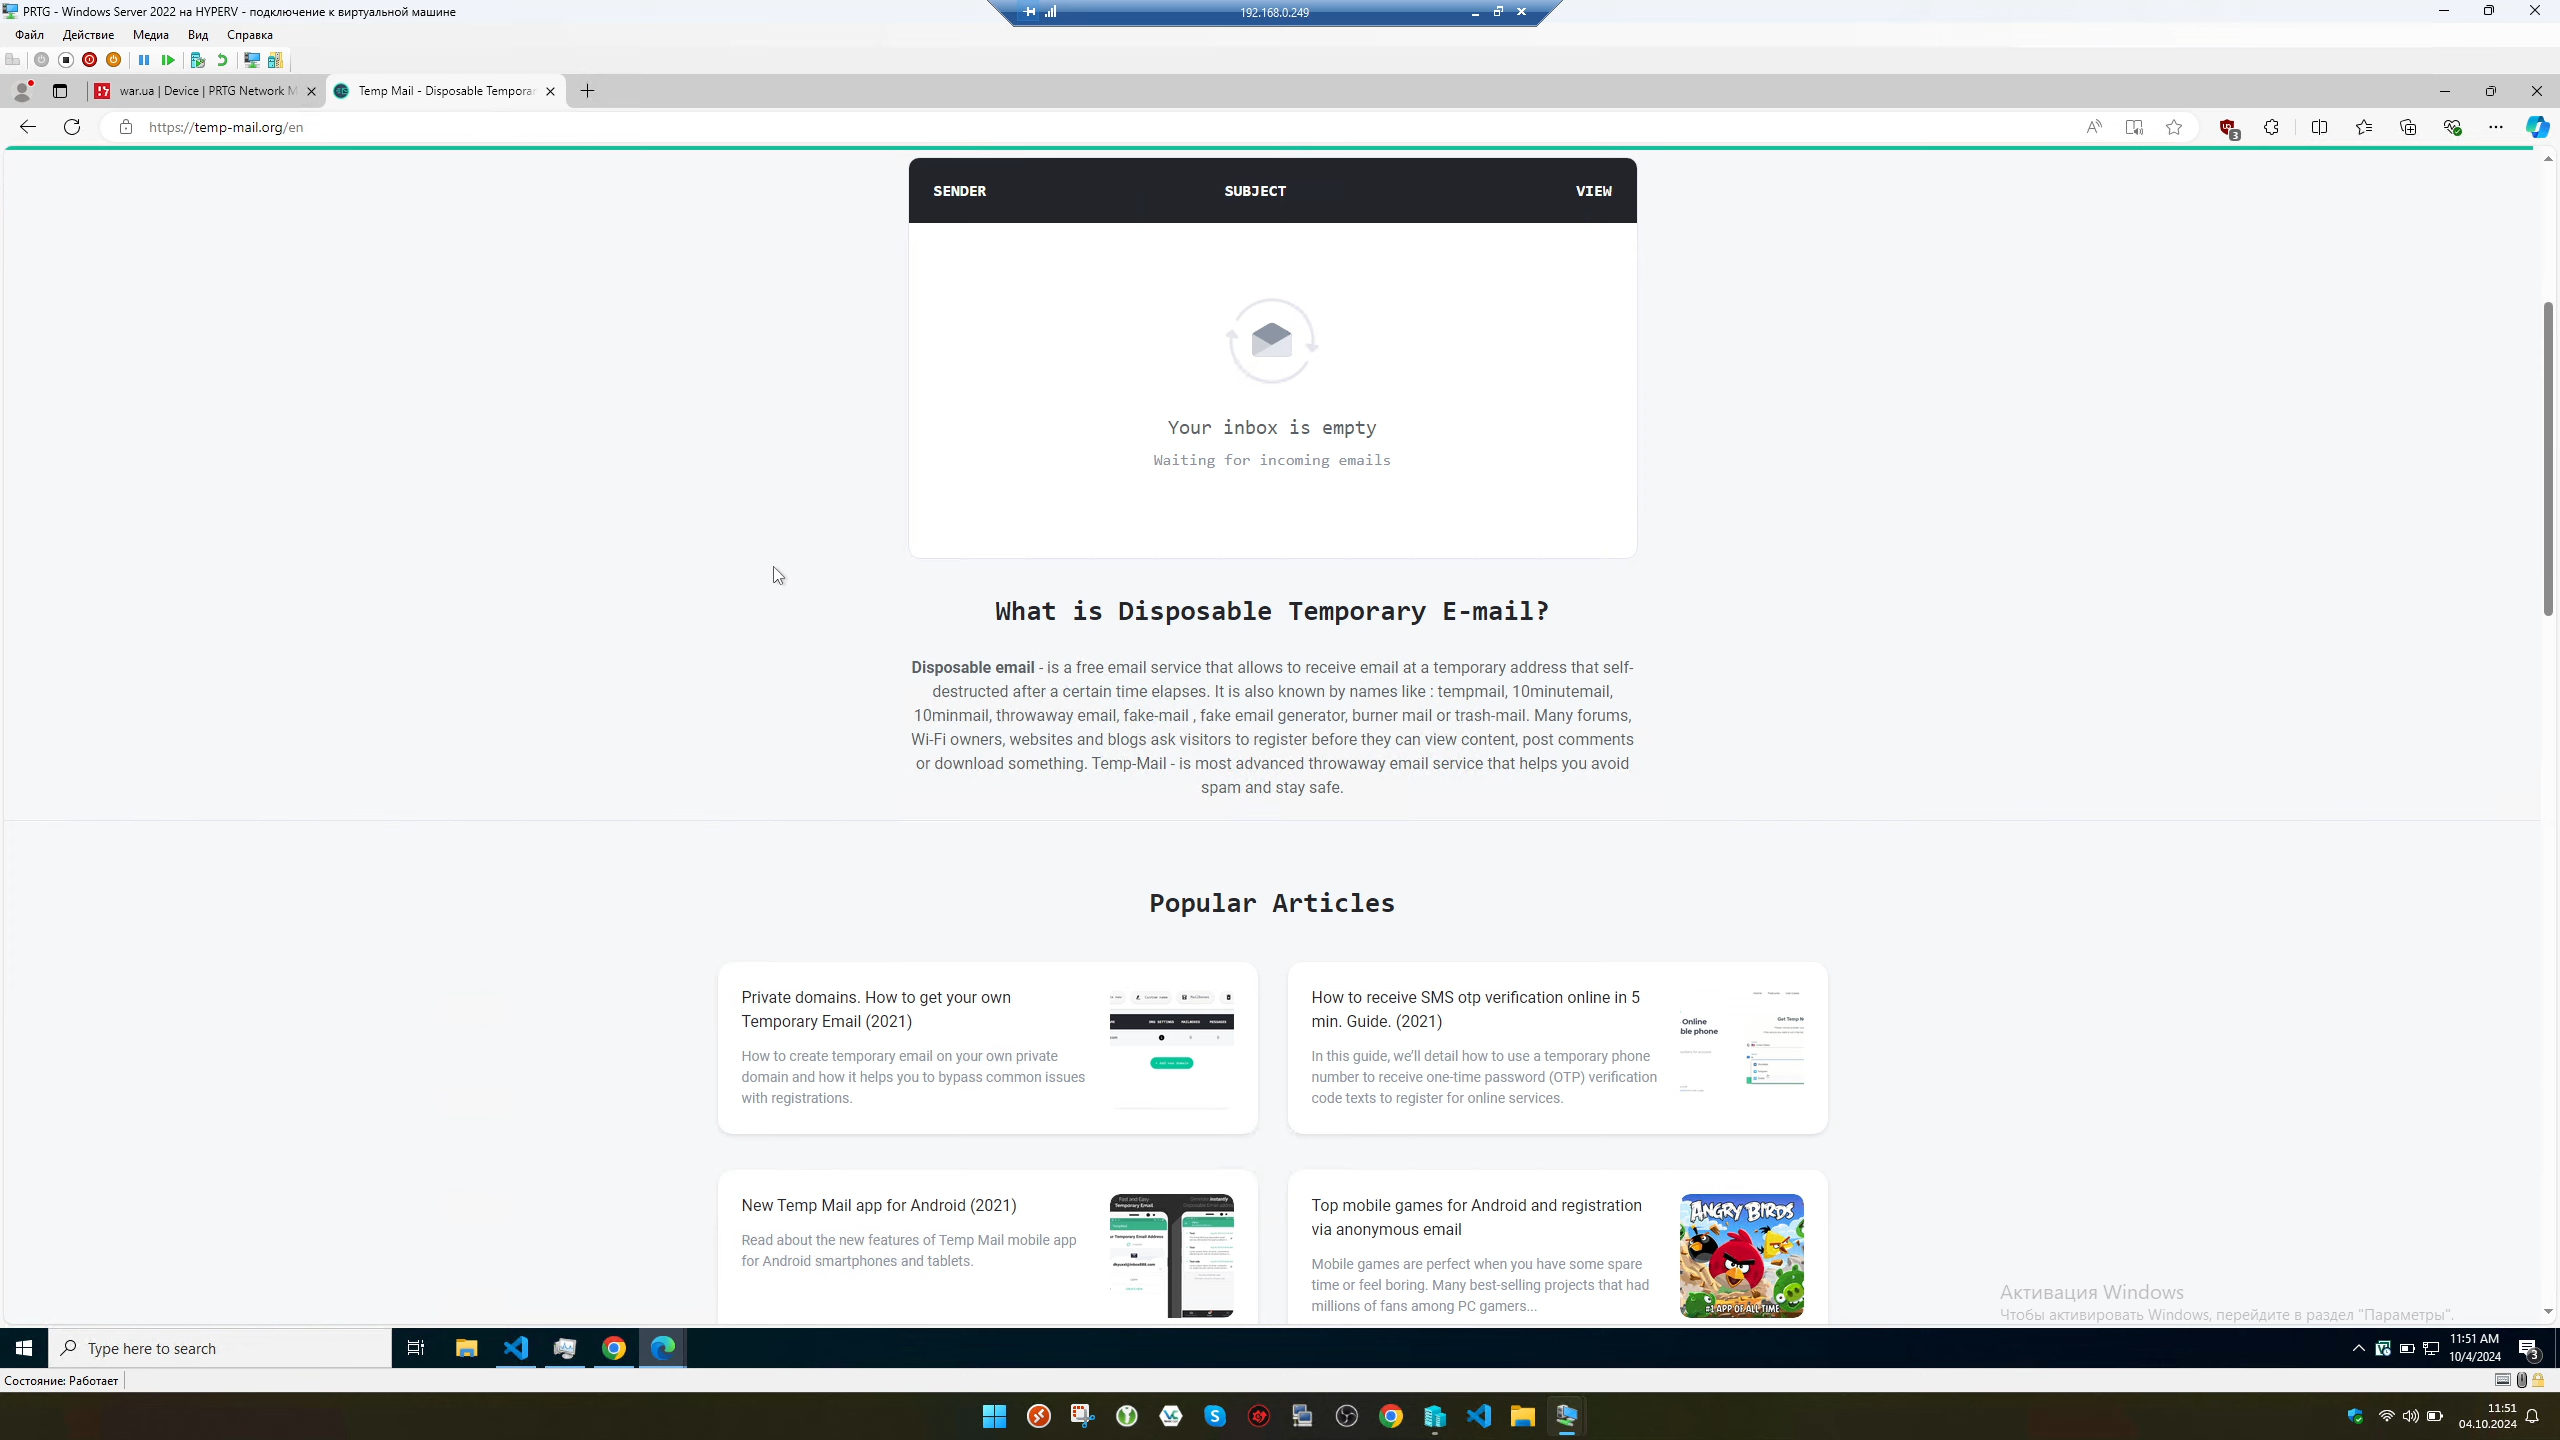 PRTG - Windows Server 2022 на HYPERV - подключение к виртуальной машине
192.168.0.249
Файл Действие Медиа Вид Справка
war.ua | Device | PRTG Network M
Temp Mail - Disposable Temporar
https://temp-mail.org/en
3
SENDER SUBJECT VIEW
Your inbox is empty
Waiting for incoming emails
What is Disposable Temporary E-mail?
Disposable email - is a free email service that allows to receive email at a temporary address that self-
destructed after a certain time elapses. It is also known by names like : tempmail, 10minutemail,
10minmail, throwaway email, fake-mail , fake email generator, burner mail or trash-mail. Many forums,
Wi-Fi owners, websites and blogs ask visitors to register before they can view content, post comments
or download something. Temp-Mail - is most advanced throwaway email service that helps you avoid
spam and stay safe.
Popular Articles
Private domains. How to get your own
Temporary Email (2021)
How to create temporary email on your own private
domain and how it helps you to bypass common issues
with registrations.
How to receive SMS otp verification online in 5
min. Guide. (2021)
In this guide, we'll detail how to use a temporary phone
number to receive one-time password (OTP) verification
code texts to register for online services.
Online
ble phone
New Temp Mail app for Android (2021)
Read about the new features of Temp Mail mobile app
for Android smartphones and tablets.
Top mobile games for Android and registration
via anonymous email
Mobile games are perfect when you have some spare
time or feel boring. Many best-selling projects that had
millions of fans among PC gamers...
ANGRY BIRDS
#1 APP OF ALL TIME
Активация Windows
Чтобы активировать Windows, перейдите в раздел "Параметры".
Type here to search
11:51 AM
10/4/2024
3
Состояние: Работает
11:51
04.10.2024